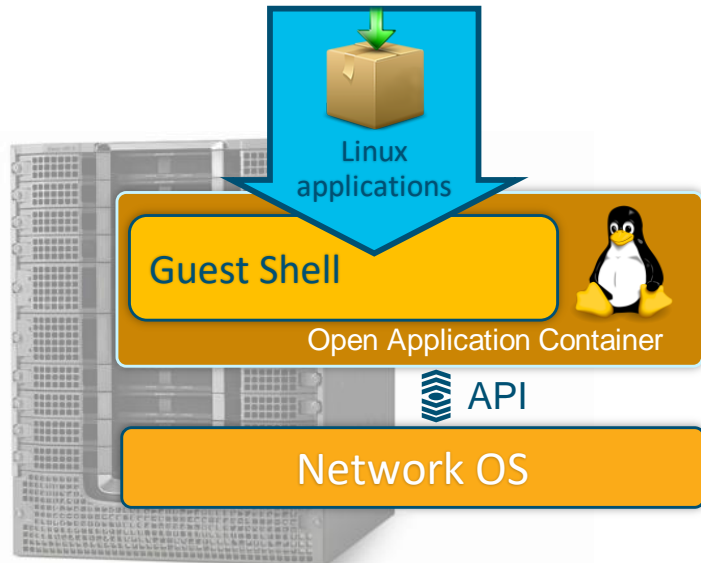 Linux
applications
Guest Shell
Open Application Container
API
Network OS